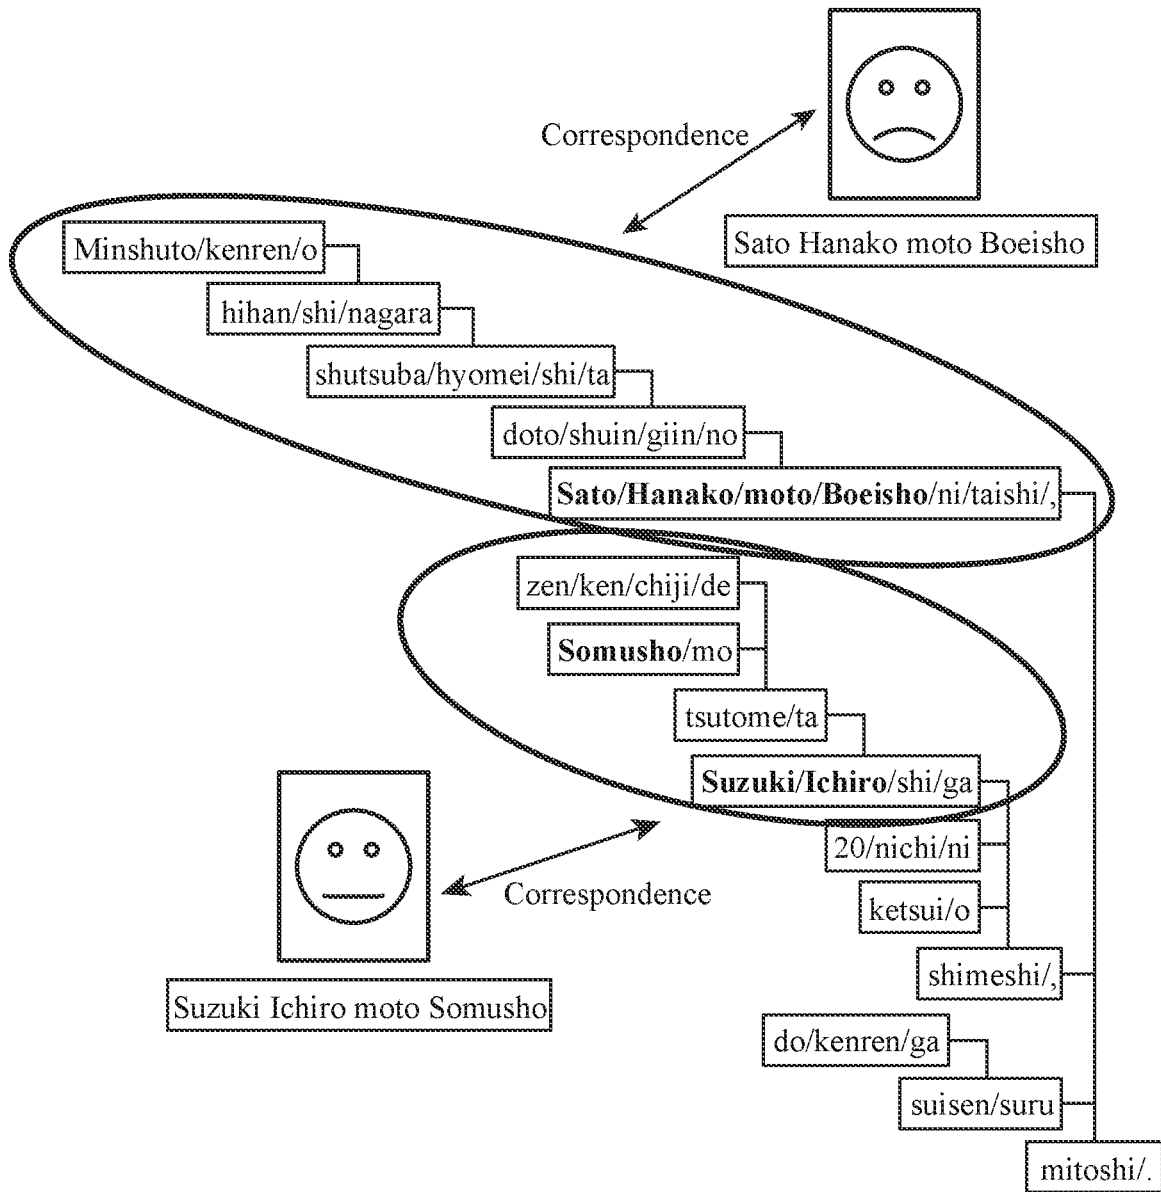 Correspondence
Sato Hanako moto Boeisho
Minshuto/kenren/o
hihan/shi/nagara
shutsuba/hyomei/shi/ta
doto/shuin/giin/no
Sato/Hanako/moto/Boeisho/ni/taishi/,
zen/ken/chiji/de
Somusho/mo
tsutome/ta
Suzuki/Ichiro/shi/ga
20/nichi/ni
Correspondence
ketsui/o
shimeshi/,
Suzuki Ichiro moto Somusho
do/kenren/ga
suisen/suru
mitoshi/.